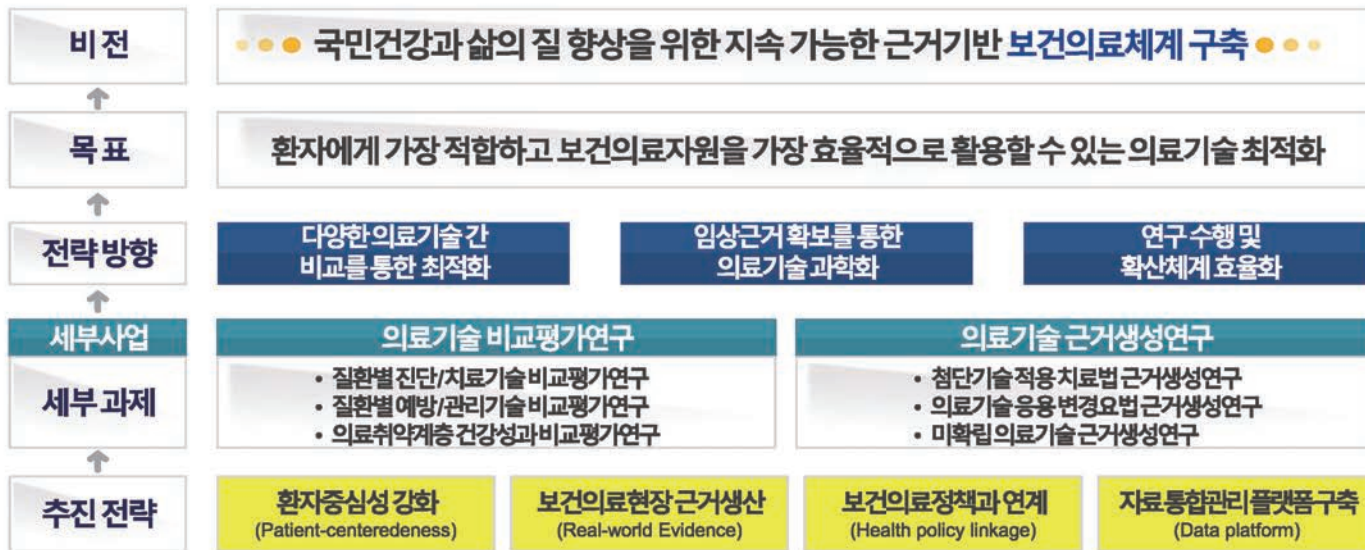 비전
국민건강과 삶의 질 향상을 위한 지속 가능한 근거기반 보건의료체계 구축
목표
환자에게 가장 적합하고 보건의료자원을 가장 효율적으로 활용할 수 있는 의료기술 최적화
전략 방향
다양한 의료기술 간
비교를 통한 최적화
임상근거 확보를 통한
의료기술 과학화
연구 수행 및
확산체계 효율화
세부사업
의료기술 비교평가연구
의료기술 근거생성연구
세부 과제
• 질환별 진단/치료기술 비교평가연구
• 질환별 예방/관리기술 비교평가연구
• 의료취약계층 건강성과 비교평가연구
• 첨단기술 적용 치료법 근거생성연구
• 의료기술 응용 변경요법 근거생성연구
• 미확립 의료기술 근거생성연구
추진 전략
환자중심성 강화
(Patient-centeredeness)
보건의료현장 근거생산
(Real-world Evidence)
보건의료정책과 연계
(Health policy linkage)
자료 통합관리 플랫폼 구축
(Data platform)